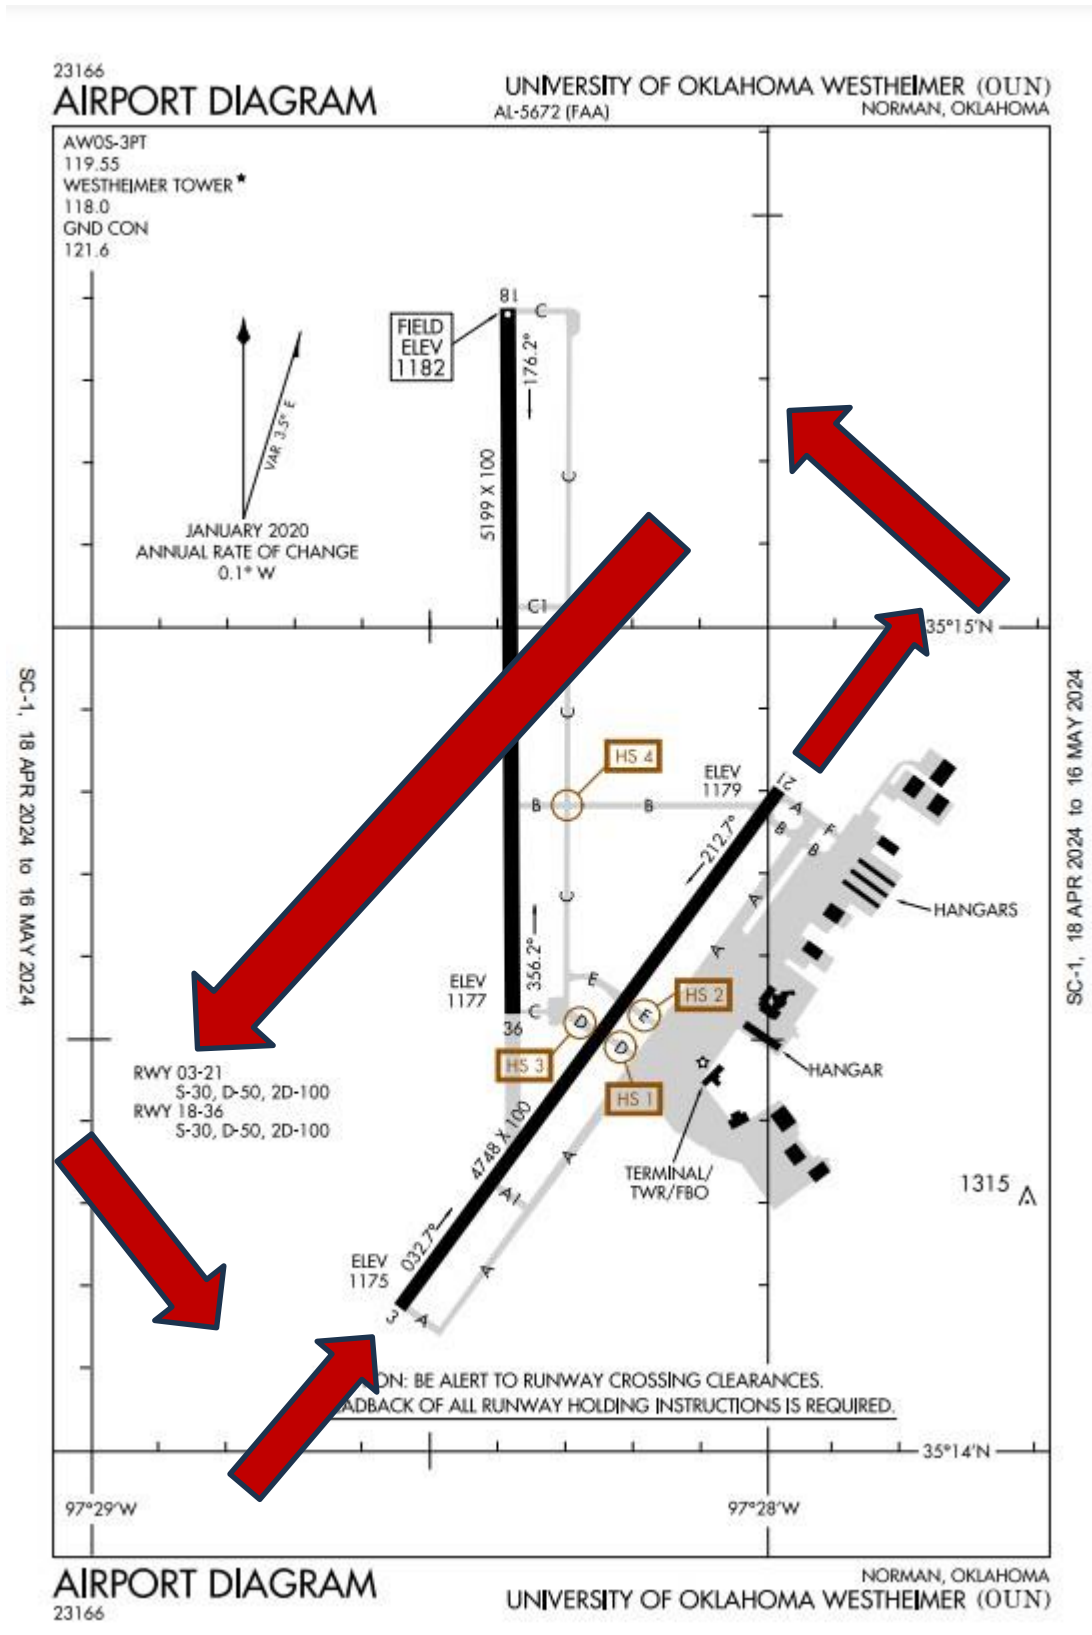 23166
AIRPORT DIAGRAM
UNIVERSITY OF OKLAHOMA WESTHEIMER (OUN)
AL-5672 (FAA)
NORMAN, OKLAHOMA
AWOS-3PT
119.55
WESTHEIMER TOWER★
118.0
GND CON
121.6
18
C
FIELD
ELEV
1182
176.2°
VAR 3.5° E
C
5199 X 100
JANUARY 2020
ANNUAL RATE OF CHANGE
0.1° W
C1
35°15'N
SC-1, 18 APR 2024 to 16 MAY 2024
SC-1, 18 APR 2024 to 16 MAY 2024
C
HS 4
ELEV
1179
21
B
B
A
F
B
B
212.7°
C
A
HANGARS
356.2°
A
E
ELEV
1177
HS 2
C
D
E
36
D
HS 3
HS 1
HANGAR
RWY 03-21
S-30, D-50, 2D-100
RWY 18-36
S-30, D-50, 2D-100
4748 X 100
A
TERMINAL/
TWR/FBO
1315
A1
032.7°
ELEV
1175
A
3
A
ON: BE ALERT TO RUNWAY CROSSING CLEARANCES.
ADBACK OF ALL RUNWAY HOLDING INSTRUCTIONS IS REQUIRED.
35°14'N
97°29'W
97°28'W
AIRPORT DIAGRAM
23166
NORMAN, OKLAHOMA
UNIVERSITY OF OKLAHOMA WESTHEIMER (OUN)